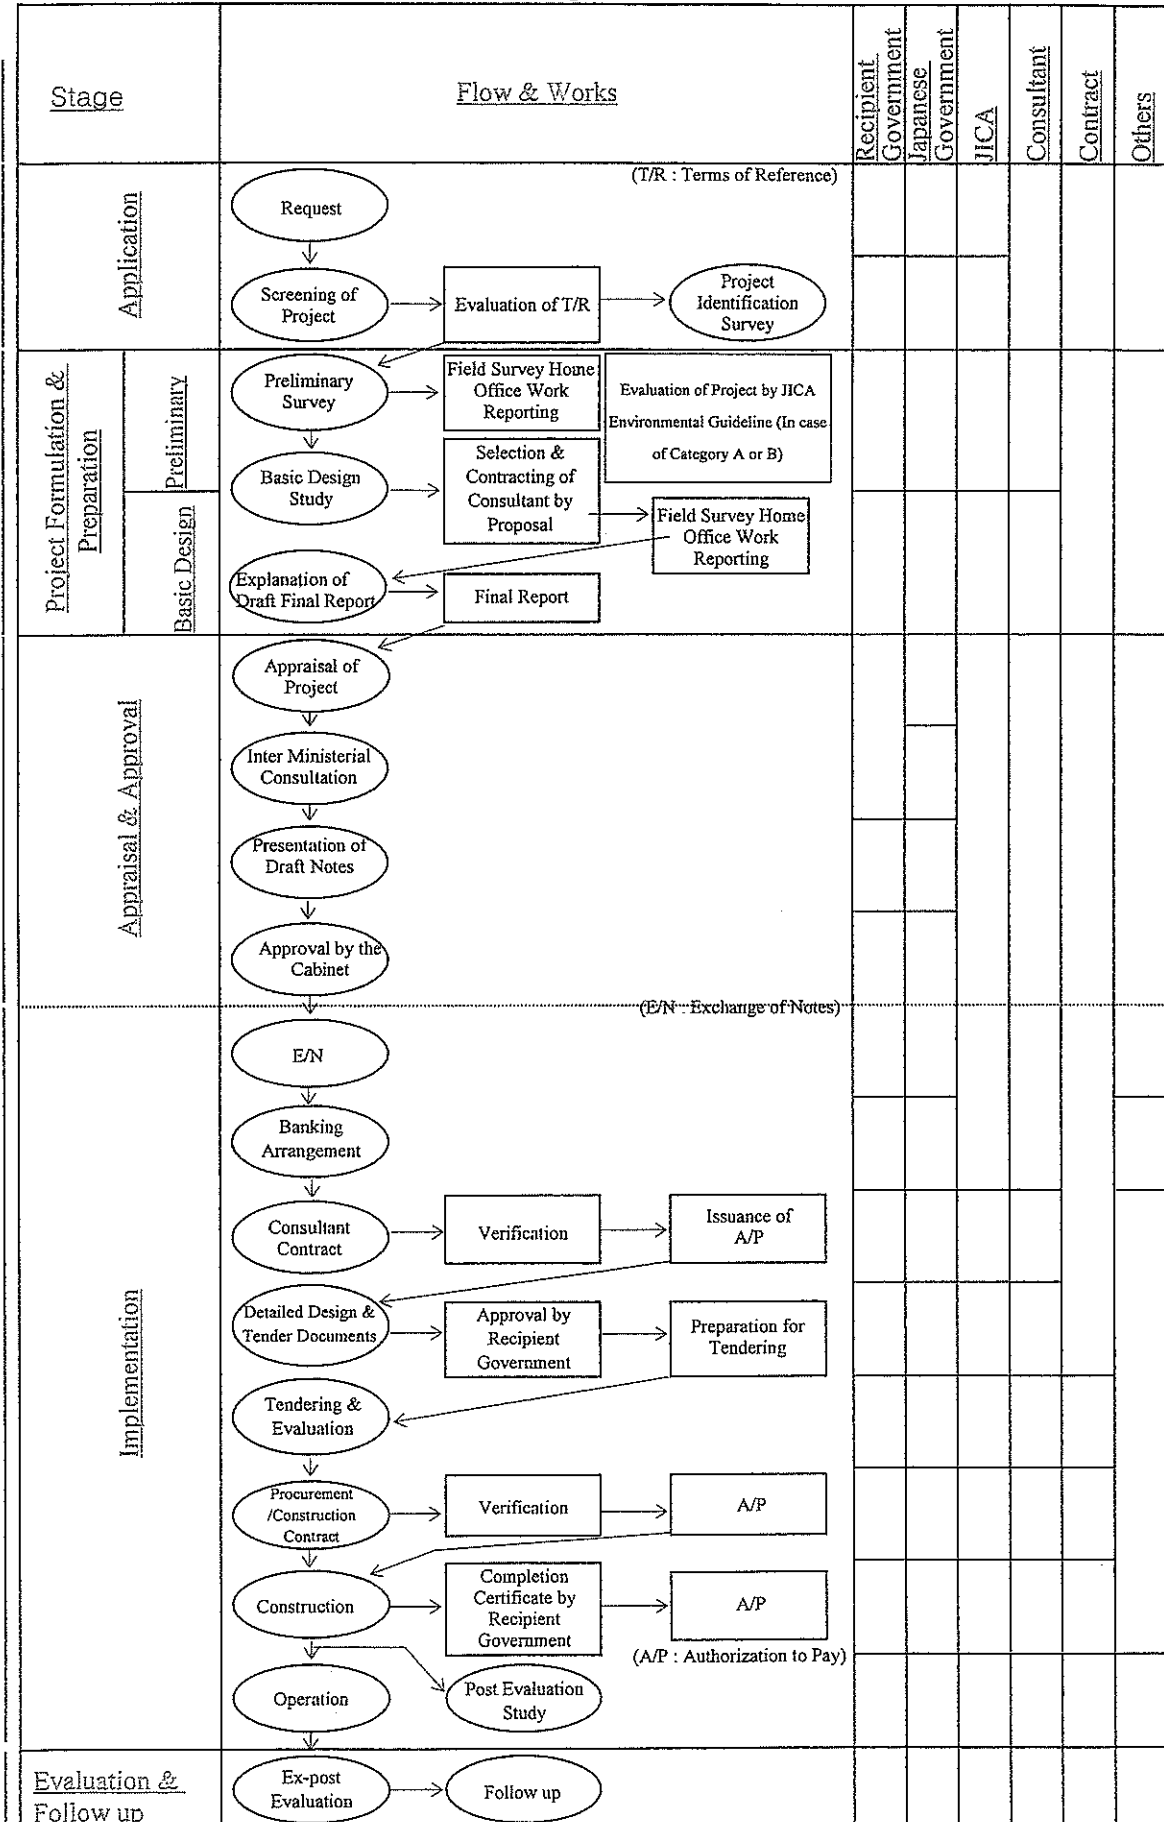 Stage
Flow & Works
Recipient
Government
Japanese
Government
JICA
Consultant
Contract
Others
Application
(T/R : Terms of Reference)
Request
Screening of
Project
Evaluation of T/R
Project
Identification
Survey
Project Formulation &
Preparation
Preliminary
Basic Design
Preliminary
Survey
Field Survey Home
Office Work
Reporting
Evaluation of Project by JICA
Environmental Guideline (In case
of Category A or B)
Basic Design
Study
Selection &
Contracting of
Consultant by
Proposal
Field Survey Home
Office Work
Reporting
Explanation of
Draft Final Report
Final Report
Appraisal & Approval
Appraisal of
Project
Inter Ministerial
Consultation
Presentation of
Draft Notes
Approval by the
Cabinet
(E/N : Exchange of Notes)
Implementation
E/N
Banking
Arrangement
Consultant
Contract
Verification
Issuance of
A/P
Detailed Design &
Tender Documents
Approval by
Recipient
Government
Preparation for
Tendering
Tendering &
Evaluation
Procurement
/Construction
Contract
Verification
A/P
Construction
Completion
Certificate by
Recipient
Government
A/P
(A/P : Authorization to Pay)
Operation
Post Evaluation
Study
Evaluation &
Follow up
Ex-post
Evaluation
Follow up